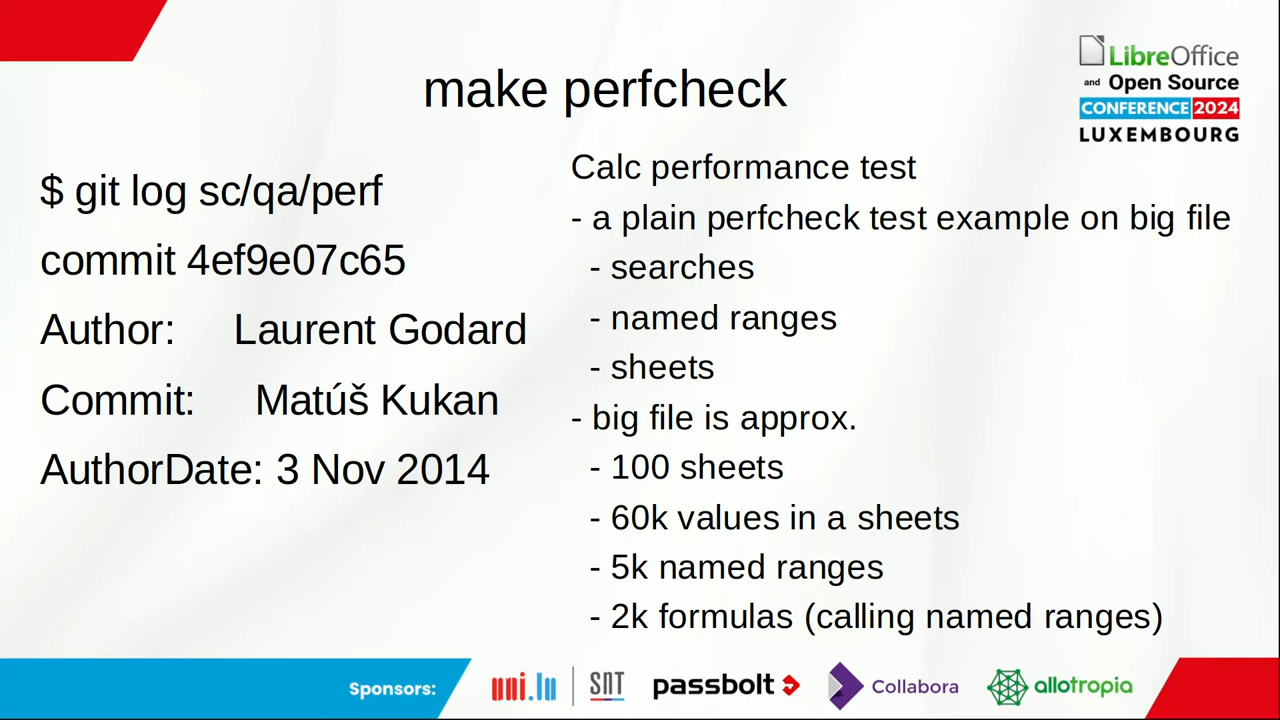 LibreOffice
and Open Source
CONFERENCE 2024
LUXEMBOURG
make perfcheck
$ git log sc/qa/perf
commit 4ef9e07c65
Author: Laurent Godard
Commit: Matúš Kukan
AuthorDate: 3 Nov 2014
Calc performance test
- a plain perfcheck test example on big file
- searches
- named ranges
- sheets
- big file is approx.
- 100 sheets
- 60k values in a sheets
- 5k named ranges
- 2k formulas (calling named ranges)
Sponsors: uni.lu SNT passbolt Collabora allotropia